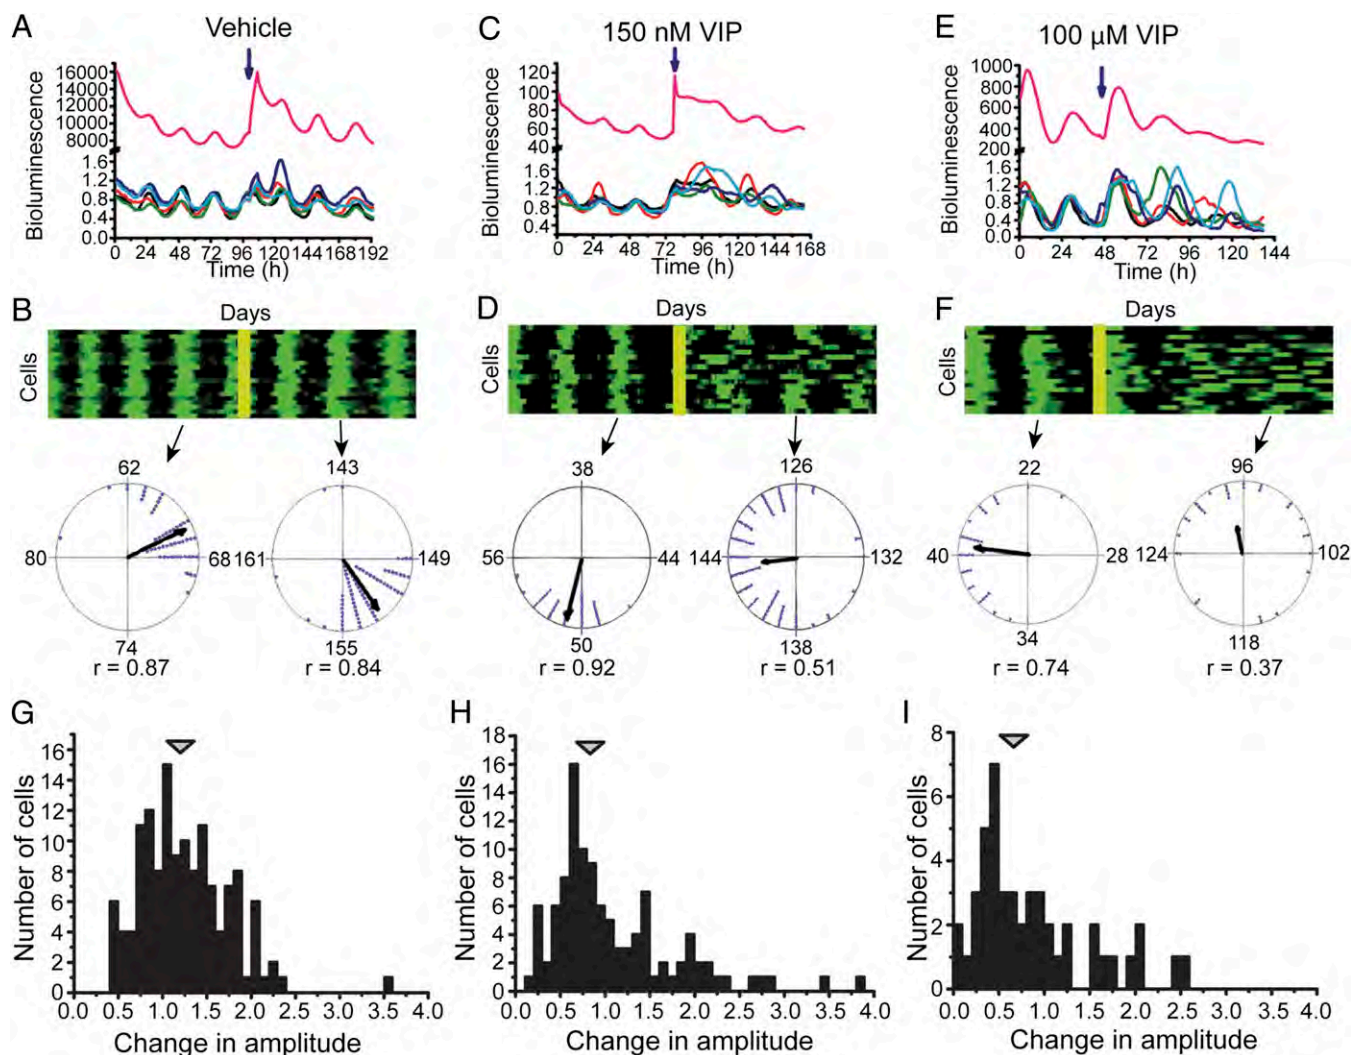 A
Vehicle
Bioluminescence
16000
14000
12000
10000
8000
1.6
1.2
0.8
0.4
0.0
0 24 48 72 96 120 144 168 192
Time (h)
C
150 nM VIP
Bioluminescence
120
100
80
60
40
1.6
1.2
0.8
0.4
0 24 48 72 96 120 144 168
Time (h)
E
100 µM VIP
Bioluminescence
1000
800
600
400
200
1.6
1.2
0.8
0.4
0.0
0 24 48 72 96 120 144
Time (h)
B
Days
Cells
62
80
68
74
r = 0.87
143
161
149
155
r = 0.84
D
Days
Cells
38
56
44
50
r = 0.92
126
144
132
138
r = 0.51
F
Days
Cells
22
40
28
34
r = 0.74
96
124
102
118
r = 0.37
G
Number of cells
16
14
12
10
8
6
4
2
0
0.0 0.5 1.0 1.5 2.0 2.5 3.0 3.5 4.0
Change in amplitude
H
Number of cells
18
16
14
12
10
8
6
4
2
0
0.0 0.5 1.0 1.5 2.0 2.5 3.0 3.5 4.0
Change in amplitude
I
Number of cells
8
6
4
2
0
0.0 0.5 1.0 1.5 2.0 2.5 3.0 3.5 4.0
Change in amplitude